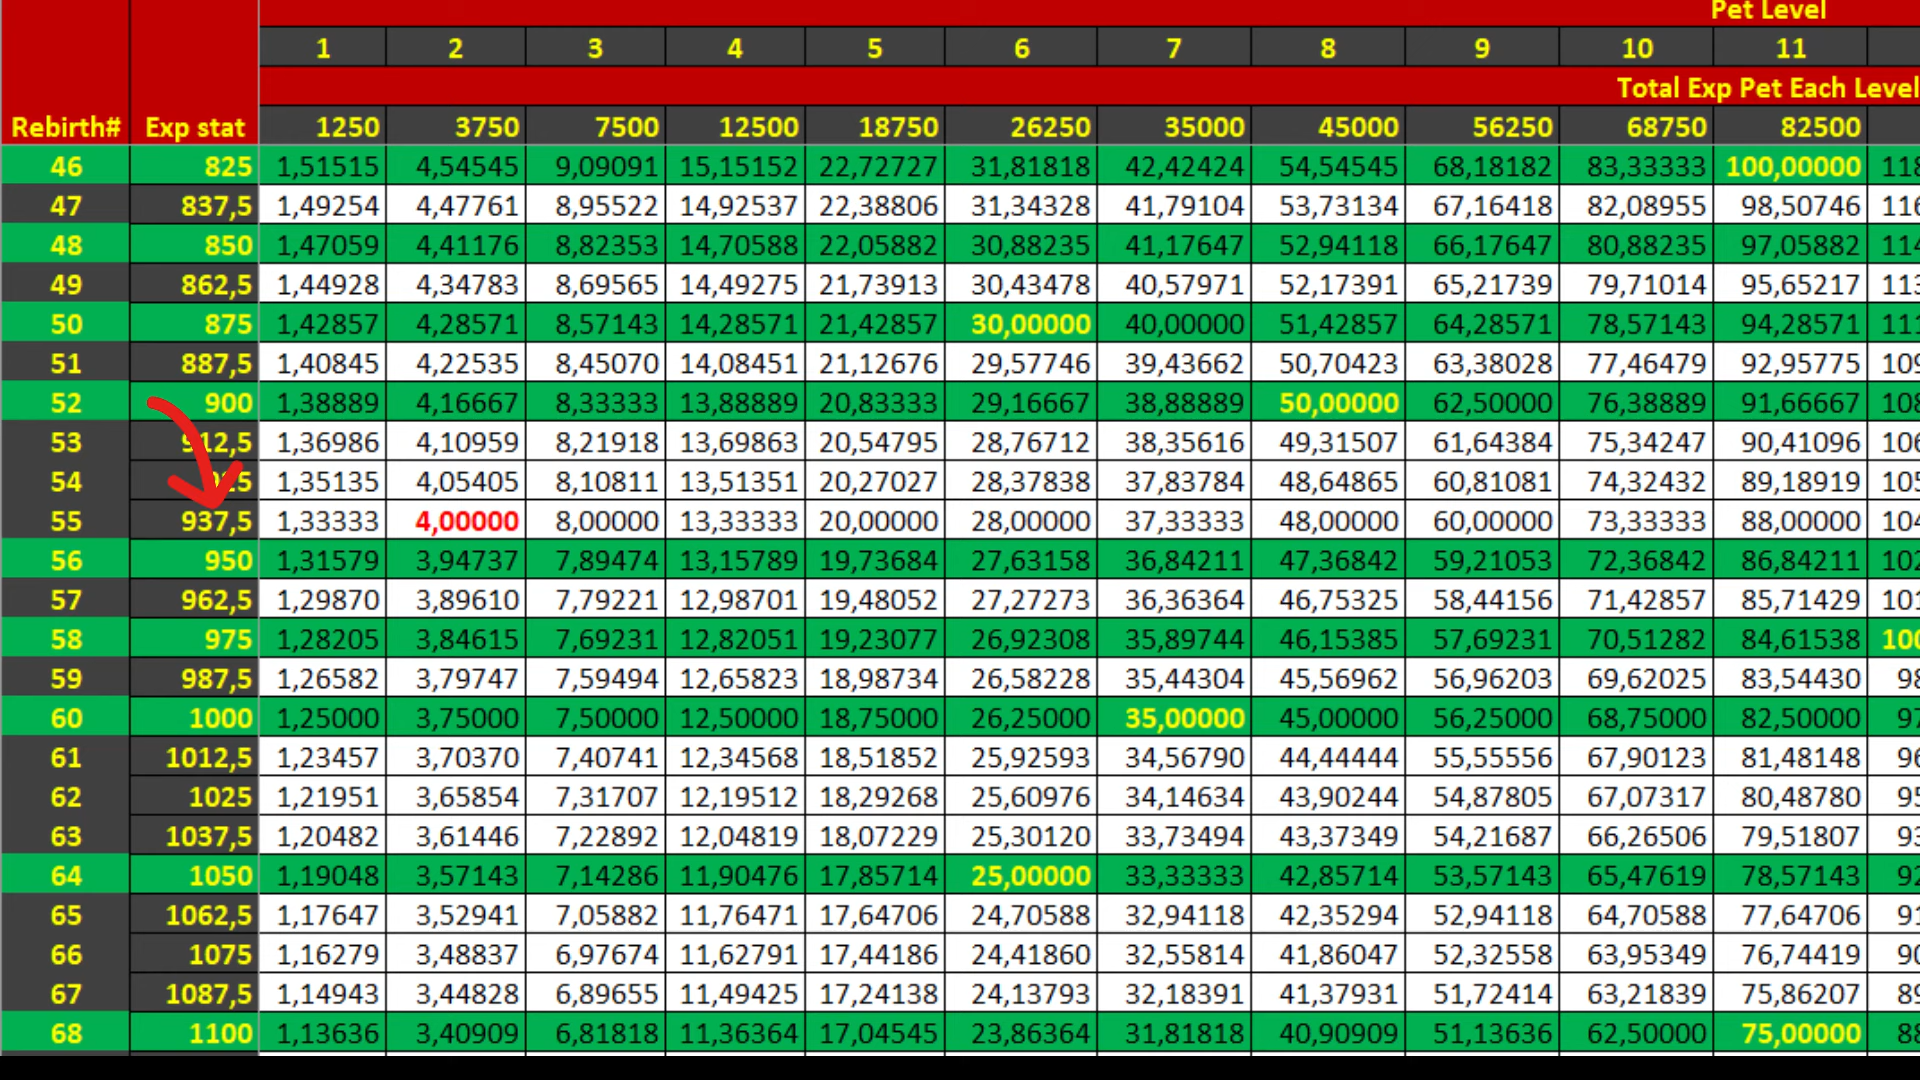 Pet Level
1 2 3 4 5 6 7 8 9 10 11
Total Exp Pet Each Level
Rebirth# Exp stat 1250 3750 7500 12500 18750 26250 35000 45000 56250 68750 82500
46 825 1,51515 4,54545 9,09091 15,15152 22,72727 31,81818 42,42424 54,54545 68,18182 83,33333 100,00000 118
47 837,5 1,49254 4,47761 8,95522 14,92537 22,38806 31,34328 41,79104 53,73134 67,16418 82,08955 98,50746 116
48 850 1,47059 4,41176 8,82353 14,70588 22,05882 30,88235 41,17647 52,94118 66,17647 80,88235 97,05882 114
49 862,5 1,44928 4,34783 8,69565 14,49275 21,73913 30,43478 40,57971 52,17391 65,21739 79,71014 95,65217 113
50 875 1,42857 4,28571 8,57143 14,28571 21,42857 30,00000 40,00000 51,42857 64,28571 78,57143 94,28571 111
51 887,5 1,40845 4,22535 8,45070 14,08451 21,12676 29,57746 39,43662 50,70423 63,38028 77,46479 92,95775 109
52 900 1,38889 4,16667 8,33333 13,88889 20,83333 29,16667 38,88889 50,00000 62,50000 76,38889 91,66667 108
53 912,5 1,36986 4,10959 8,21918 13,69863 20,54795 28,76712 38,35616 49,31507 61,64384 75,34247 90,41096 106
54 925 1,35135 4,05405 8,10811 13,51351 20,27027 28,37838 37,83784 48,64865 60,81081 74,32432 89,18919 105
55 937,5 1,33333 4,00000 8,00000 13,33333 20,00000 28,00000 37,33333 48,00000 60,00000 73,33333 88,00000 104
56 950 1,31579 3,94737 7,89474 13,15789 19,73684 27,63158 36,84211 47,36842 59,21053 72,36842 86,84211 102
57 962,5 1,29870 3,89610 7,79221 12,98701 19,48052 27,27273 36,36364 46,75325 58,44156 71,42857 85,71429 101
58 975 1,28205 3,84615 7,69231 12,82051 19,23077 26,92308 35,89744 46,15385 57,69231 70,51282 84,61538 100
59 987,5 1,26582 3,79747 7,59494 12,65823 18,98734 26,58228 35,44304 45,56962 56,96203 69,62025 83,54430 98
60 1000 1,25000 3,75000 7,50000 12,50000 18,75000 26,25000 35,00000 45,00000 56,25000 68,75000 82,50000 97
61 1012,5 1,23457 3,70370 7,40741 12,34568 18,51852 25,92593 34,56790 44,44444 55,55556 67,90123 81,48148 96
62 1025 1,21951 3,65854 7,31707 12,19512 18,29268 25,60976 34,14634 43,90244 54,87805 67,07317 80,48780 95
63 1037,5 1,20482 3,61446 7,22892 12,04819 18,07229 25,30120 33,73494 43,37349 54,21687 66,26506 79,51807 93
64 1050 1,19048 3,57143 7,14286 11,90476 17,85714 25,00000 33,33333 42,85714 53,57143 65,47619 78,57143 92
65 1062,5 1,17647 3,52941 7,05882 11,76471 17,64706 24,70588 32,94118 42,35294 52,94118 64,70588 77,64706 91
66 1075 1,16279 3,48837 6,97674 11,62791 17,44186 24,41860 32,55814 41,86047 52,32558 63,95349 76,74419 90
67 1087,5 1,14943 3,44828 6,89655 11,49425 17,24138 24,13793 32,18391 41,37931 51,72414 63,21839 75,86207 89
68 1100 1,13636 3,40909 6,81818 11,36364 17,04545 23,86364 31,81818 40,90909 51,13636 62,50000 75,00000 88